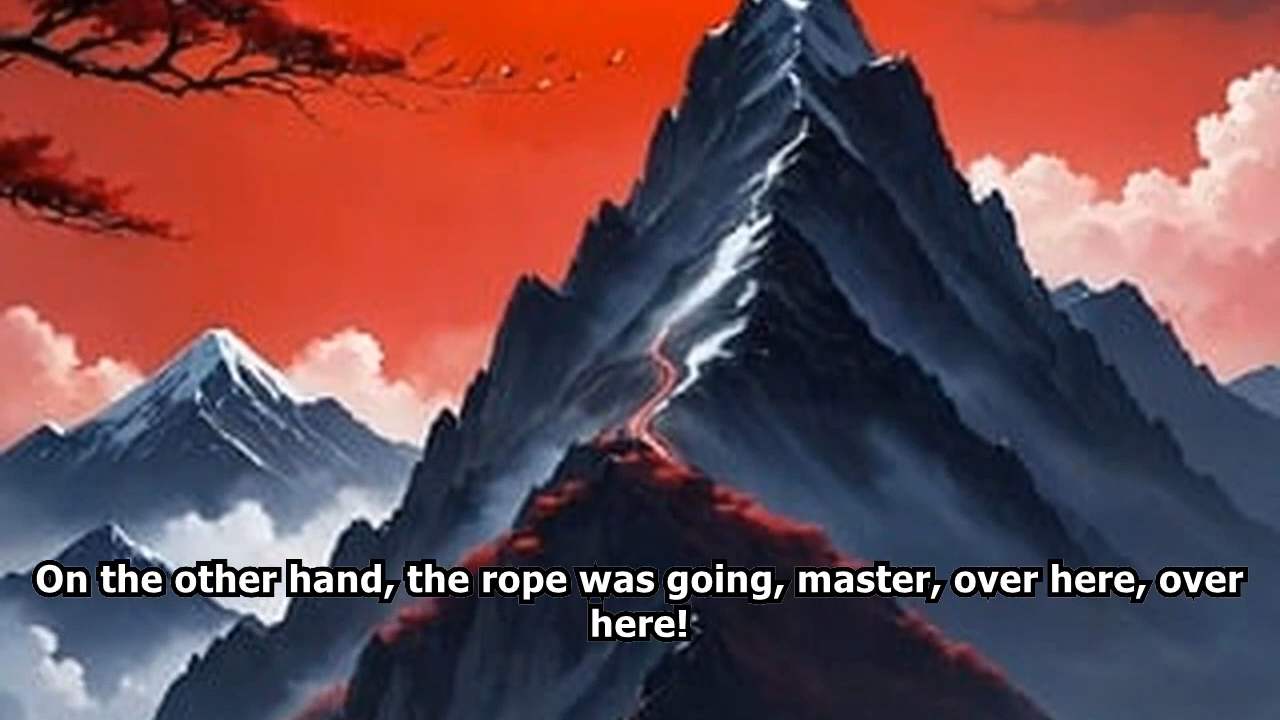 On the other hand, the rope was going, master, over here, over
here!